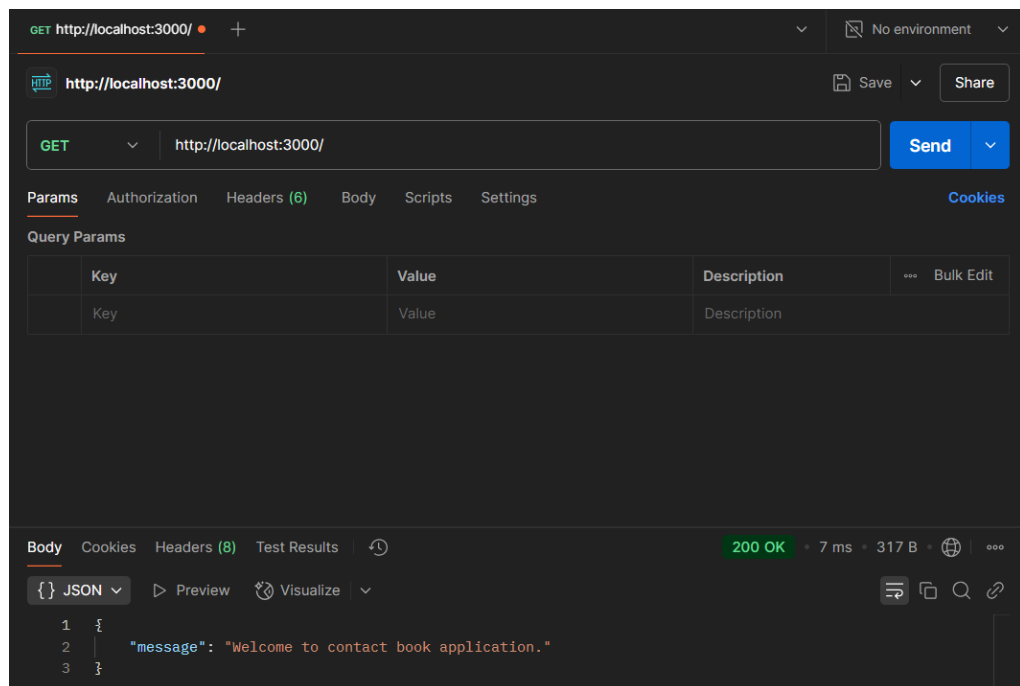 GET http://localhost:3000/ No environment
HTTP http://localhost:3000/ Save Share
GET http://localhost:3000/ Send
Params Authorization Headers (6) Body Scripts Settings Cookies
Query Params
Key Value Description Bulk Edit
Key Value Description
Body Cookies Headers (8) Test Results 200 OK 7 ms 317 B
{} JSON Preview Visualize
1 {
2 "message": "Welcome to contact book application."
3 }